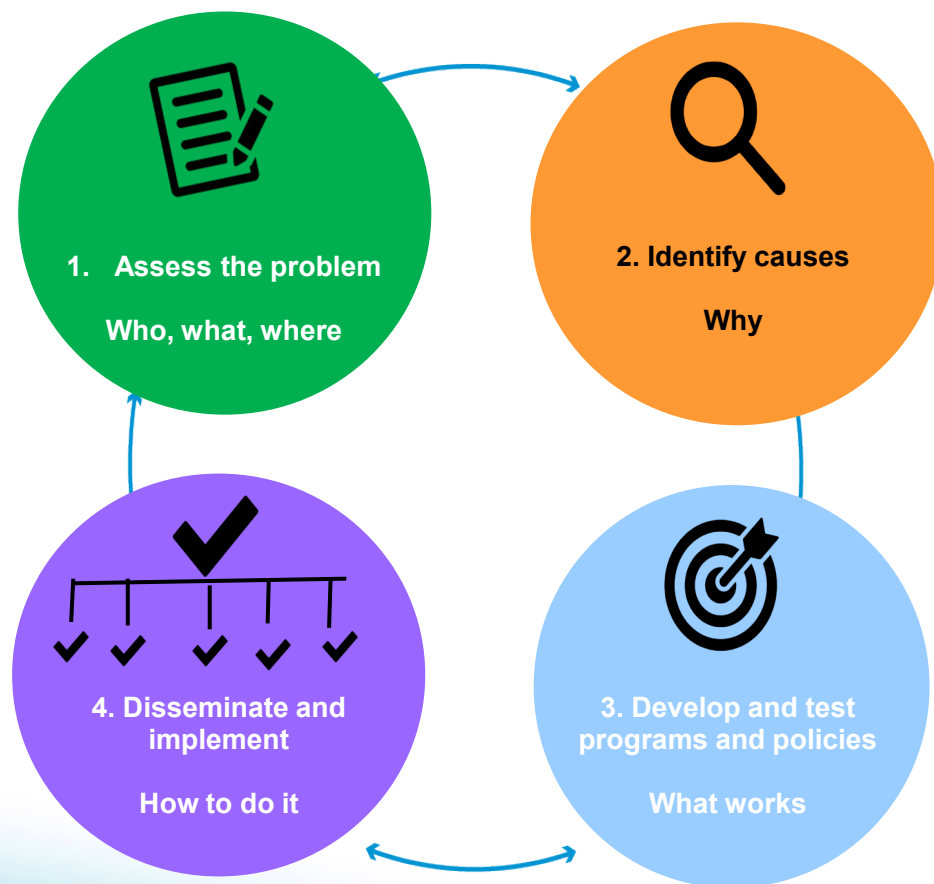 1. Assess the problem
Who, what, where
2. Identify causes
Why
3. Develop and test
programs and policies
What works
4. Disseminate and
implement
How to do it